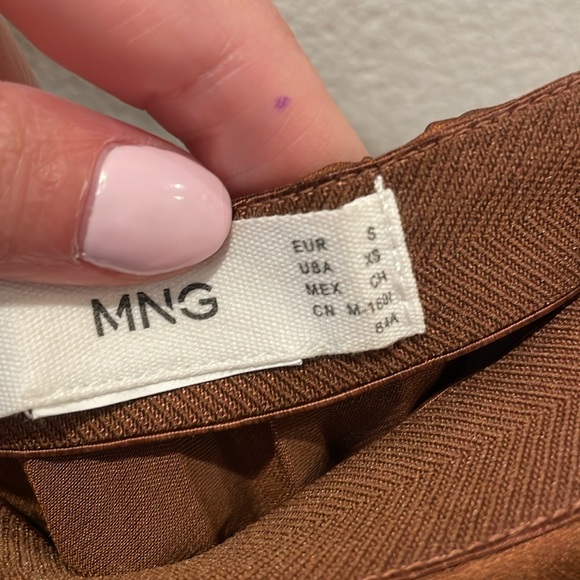 MNG
EUR S
USA XS
MEX CH
CN M-160/
84A